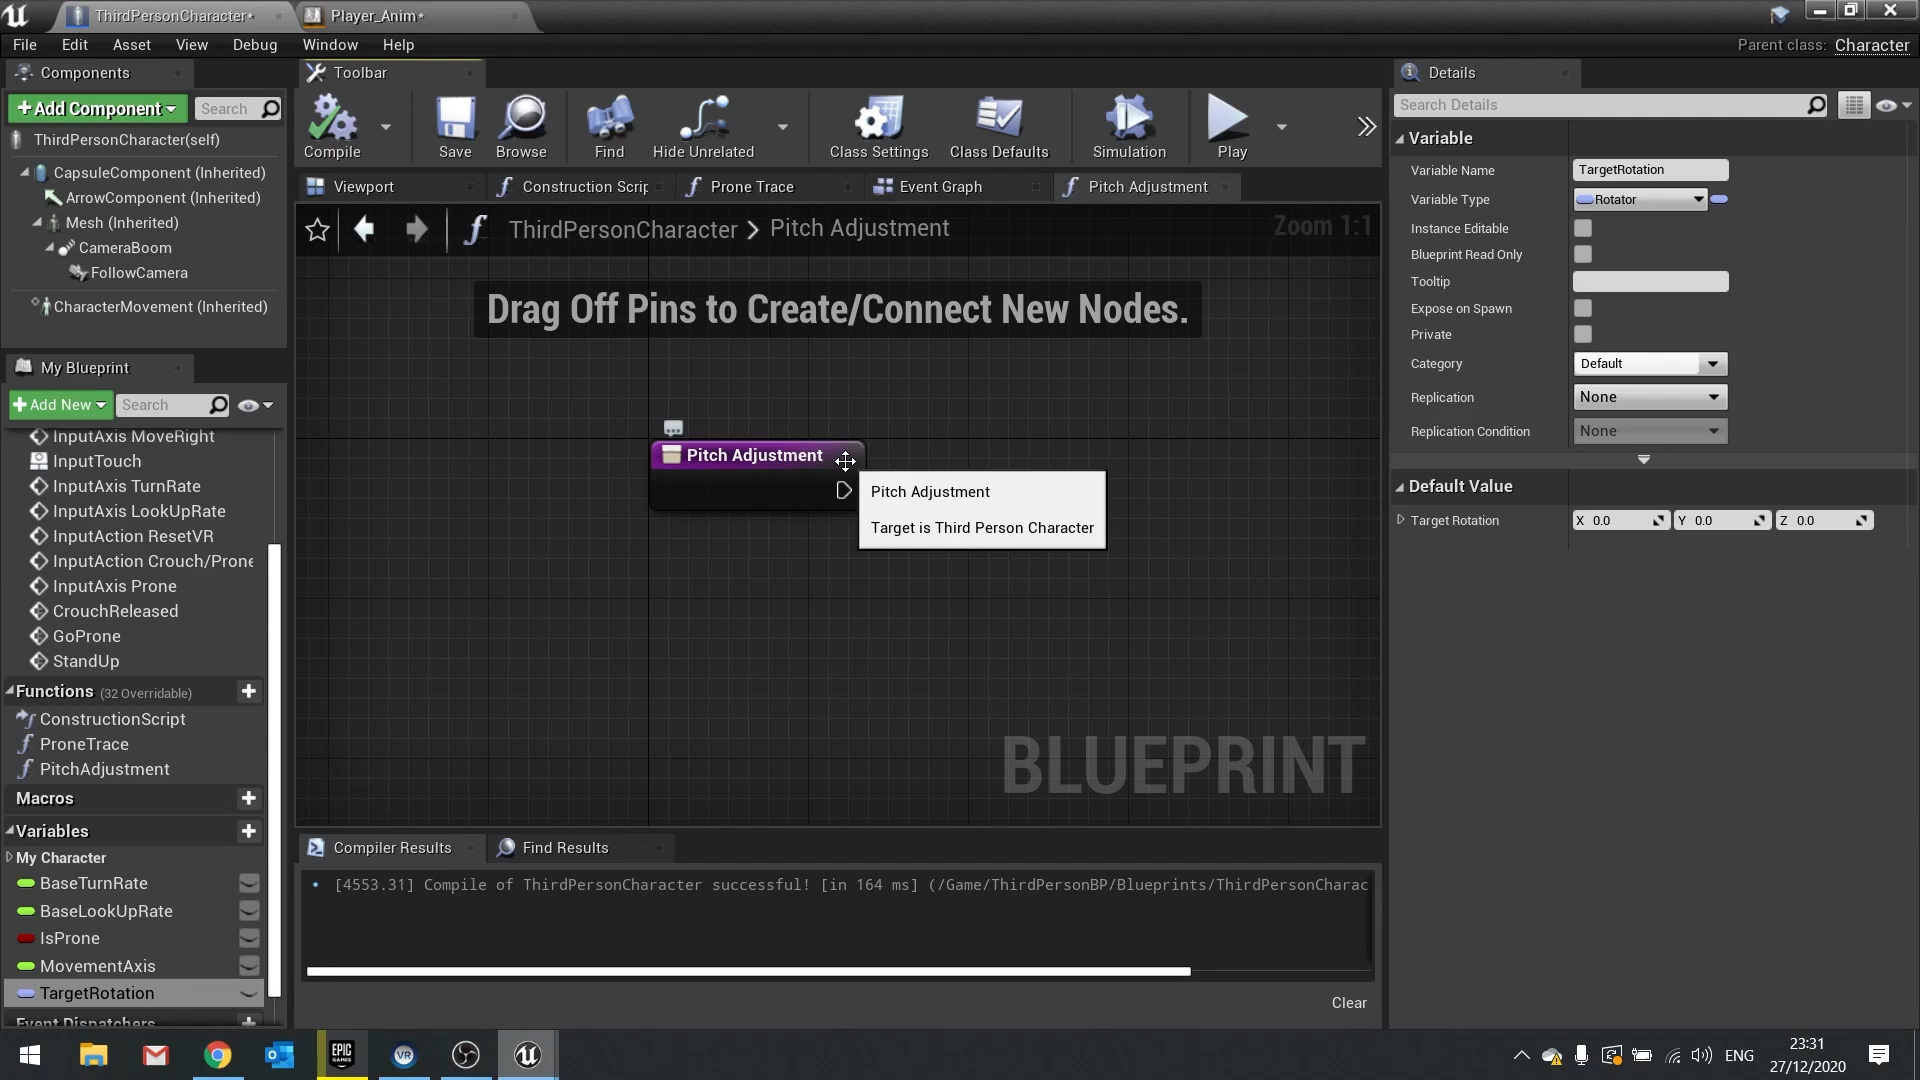 ThirdPersonCharacter*
Player_Anim*
File Edit Asset View Debug Window Help
Parent class: Character
Components
Add Component
Search
ThirdPersonCharacter(self)
CapsuleComponent (Inherited)
ArrowComponent (Inherited)
Mesh (Inherited)
CameraBoom
FollowCamera
CharacterMovement (Inherited)
My Blueprint
Add New
Search
InputAxis MoveRight
InputTouch
InputAxis TurnRate
InputAxis LookUpRate
InputAction ResetVR
InputAction Crouch/Prone
InputAxis Prone
CrouchReleased
GoProne
StandUp
Functions (32 Overridable)
ConstructionScript
ProneTrace
PitchAdjustment
Macros
Variables
My Character
BaseTurnRate
BaseLookUpRate
IsProne
MovementAxis
TargetRotation
Event Dispatchers
Toolbar
Compile Save Browse Find Hide Unrelated Class Settings Class Defaults Simulation Play
Viewport Construction Scrip Prone Trace Event Graph Pitch Adjustment
ThirdPersonCharacter > Pitch Adjustment
Zoom 1:1
Drag Off Pins to Create/Connect New Nodes.
Pitch Adjustment
Pitch Adjustment
Target is Third Person Character
BLUEPRINT
Compiler Results
Find Results
[4553.31] Compile of ThirdPersonCharacter successful! [in 164 ms] (/Game/ThirdPersonBP/Blueprints/ThirdPersonCharac
Clear
Details
Search Details
Variable
Variable Name TargetRotation
Variable Type Rotator
Instance Editable
Blueprint Read Only
Tooltip
Expose on Spawn
Private
Category Default
Replication None
Replication Condition None
Default Value
Target Rotation X 0.0 Y 0.0 Z 0.0
EPIC GAMES
VR
ENG
23:31
27/12/2020